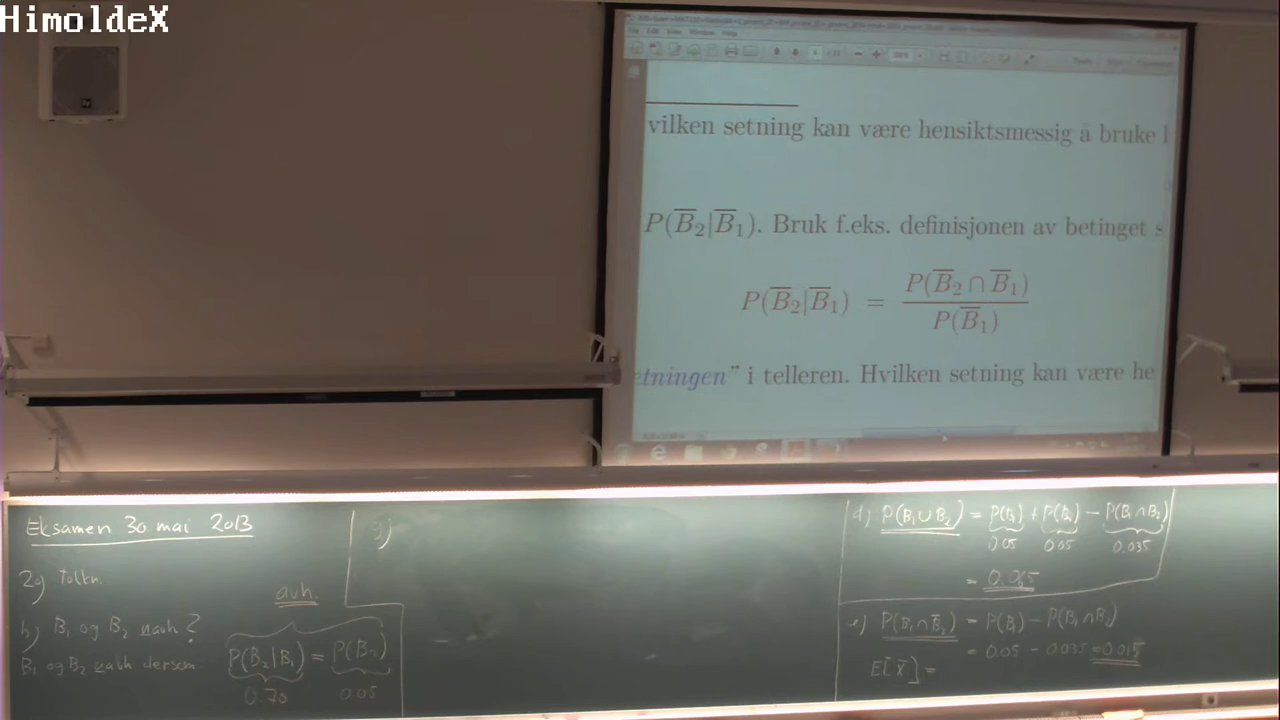 HimoldeX
vilken setning kan være hensiktsmessig å bruke
P(B̅₂|B̅₁). Bruk f.eks. definisjonen av betinget s
P(B̅₂|B̅₁) = P(B̅₂ ∩ B̅₁) / P(B̅₁)
etningen" i telleren. Hvilken setning kan være he
Eksamen 30 mai 2013
2g) Tolkn.
h) B₁ og B₂ uavh?
B₁ og B₂ uavh dersom
avh.
P(B₂|B₁) = P(B₂)
0.70 0.05
g)
d) P(B₁∪B₂) = P(B₁) + P(B₂) - P(B₁∩B₂)
0.05 0.05 0.035
= 0.065
e) P(B₁∩B̅₂) = P(B₁) - P(B₁∩B₂)
= 0.05 - 0.035 = 0.015
E[X̅] =